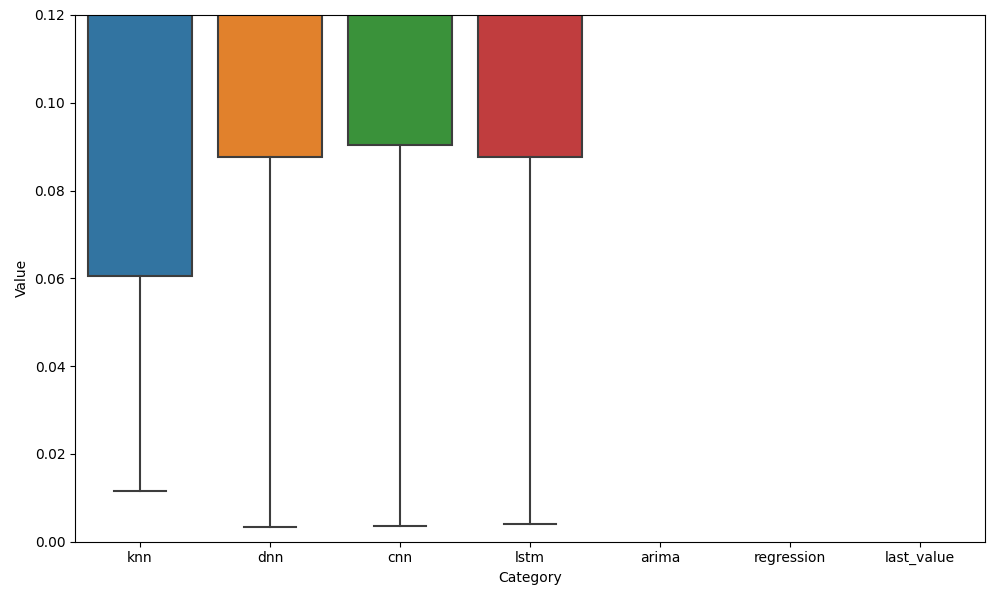 0.12
0.10
0.08
0.06
0.04
0.02
0.00
Value
knn dnn cnn lstm arima regression last_value
Category